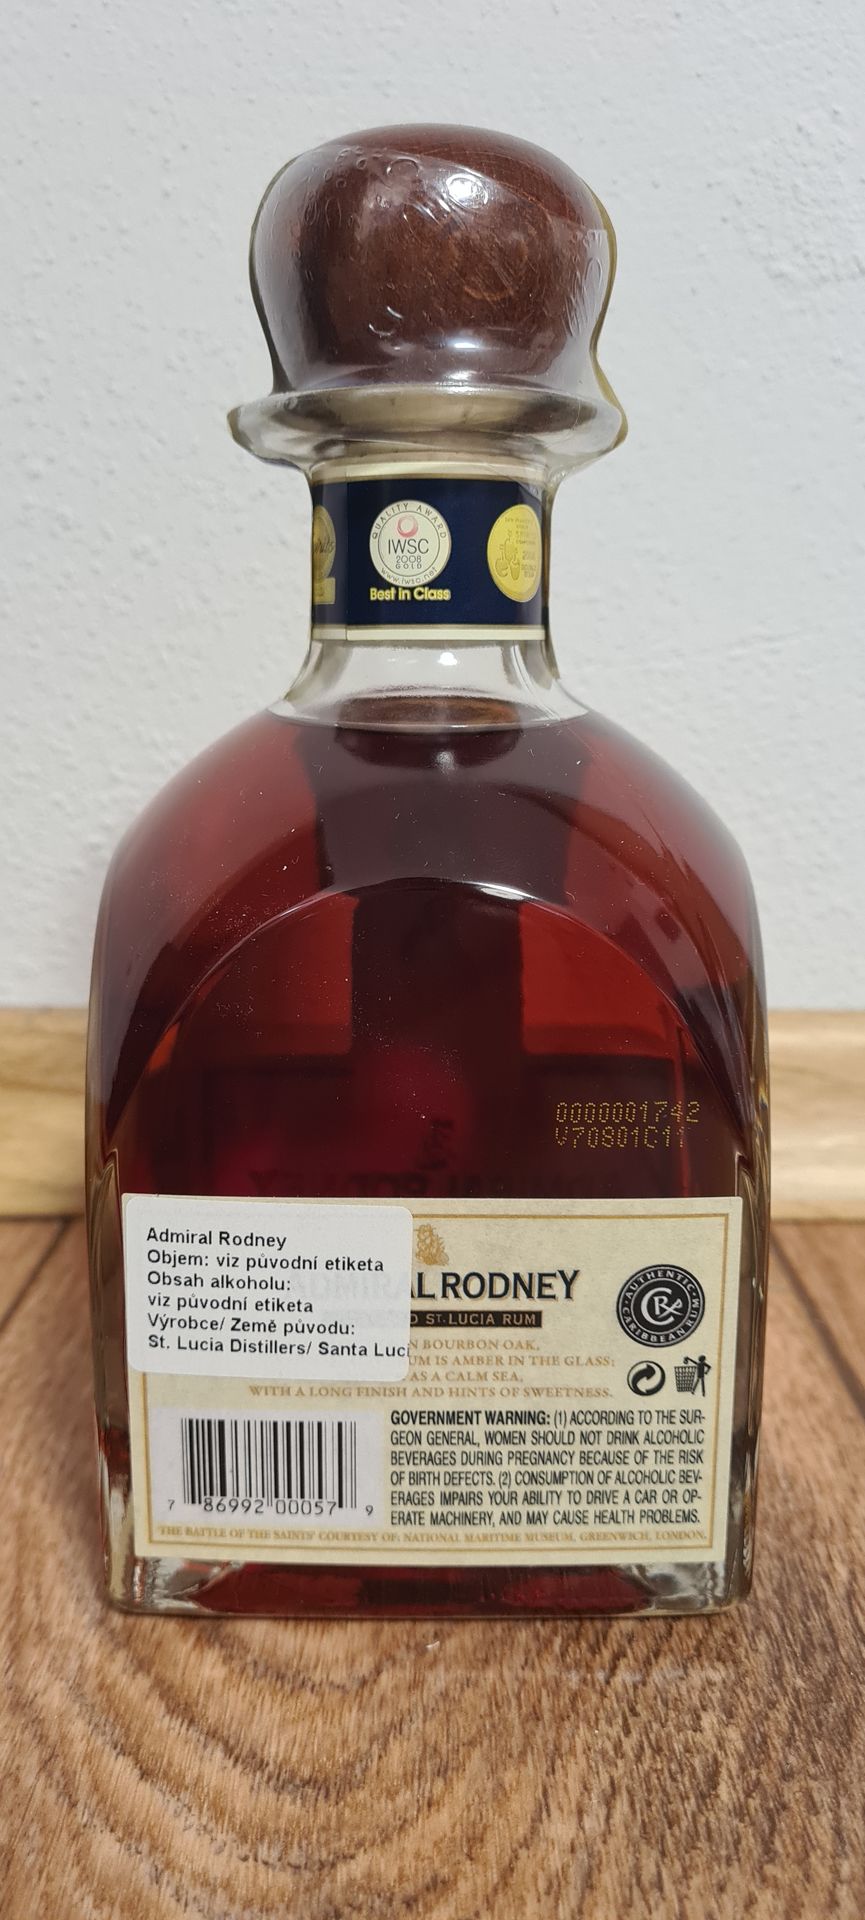 QUALITY AWARD
IWSC
2008
GOLD
www.iwsc.net
Best in Class
0000001742
V70801C11
Admiral Rodney
Objem: viz původní etiketa
Obsah alkoholu:
viz původní etiketa
Výrobce/ Země původu:
St. Lucia Distillers/ Santa Luci
ADMIRAL RODNEY
ST. LUCIA RUM
BOURBON OAK,
IS AMBER IN THE GLASS;
AS A CALM SEA,
WITH A LONG FINISH AND HINTS OF SWEETNESS.
AUTHENTIC
CR
CARIBBEAN RUM
GOVERNMENT WARNING: (1) ACCORDING TO THE SUR-
GEON GENERAL, WOMEN SHOULD NOT DRINK ALCOHOLIC
BEVERAGES DURING PREGNANCY BECAUSE OF THE RISK
OF BIRTH DEFECTS. (2) CONSUMPTION OF ALCOHOLIC BEV-
ERAGES IMPAIRS YOUR ABILITY TO DRIVE A CAR OR OP-
ERATE MACHINERY, AND MAY CAUSE HEALTH PROBLEMS.
7 86992 00057 9
'THE BATTLE OF THE SAINTS' COURTESY OF: NATIONAL MARITIME MUSEUM, GREENWICH, LONDON.